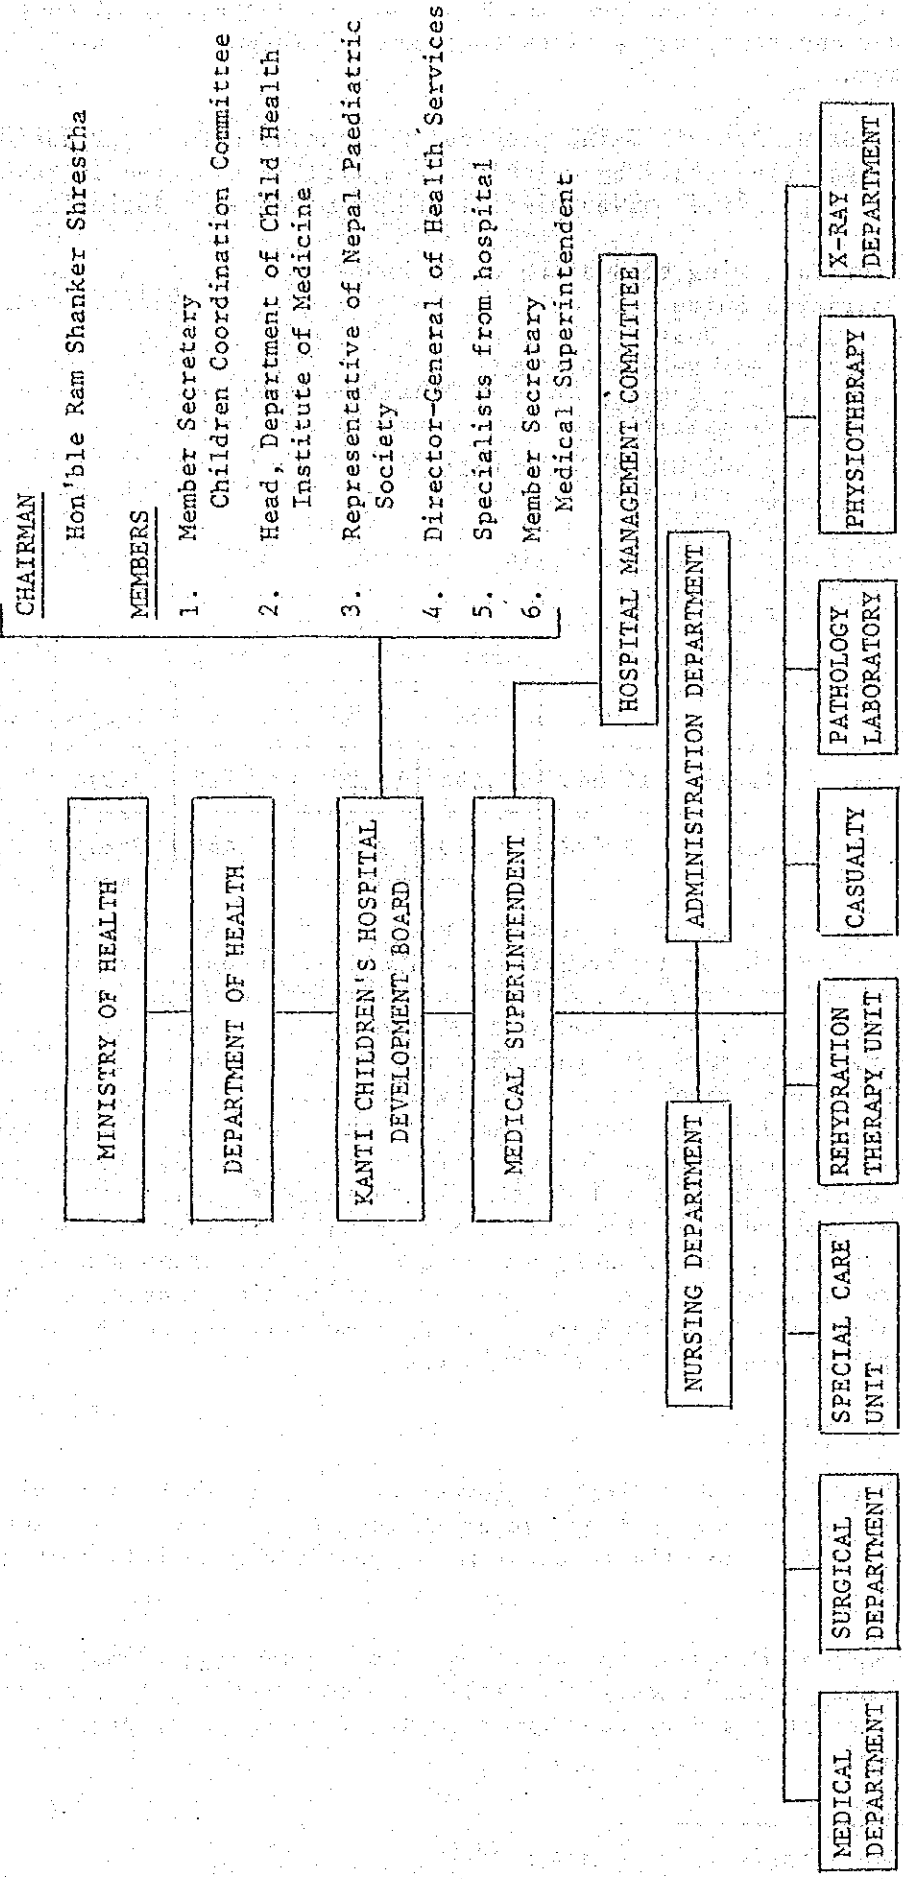 MINISTRY OF HEALTH
DEPARTMENT OF HEALTH
KANTI CHILDREN'S HOSPITAL
DEVELOPMENT BOARD
MEDICAL SUPERINTENDENT
CHAIRMAN
Hon'ble Ram Shanker Shrestha
MEMBERS
1. Member Secretary
Children Coordination Committee
2. Head, Department of Child Health
Institute of Medicine
3. Representative of Nepal Paediatric
Society
4. Director-General of Health Services
5. Specialists from hospital
6. Member Secretary
Medical Superintendent
HOSPITAL MANAGEMENT COMMITTEE
NURSING DEPARTMENT
ADMINISTRATION DEPARTMENT
MEDICAL
DEPARTMENT
SURGICAL
DEPARTMENT
SPECIAL CARE
UNIT
REHYDRATION
THERAPY UNIT
CASUALTY
PATHOLOGY
LABORATORY
PHYSIOTHERAPY
X-RAY
DEPARTMENT